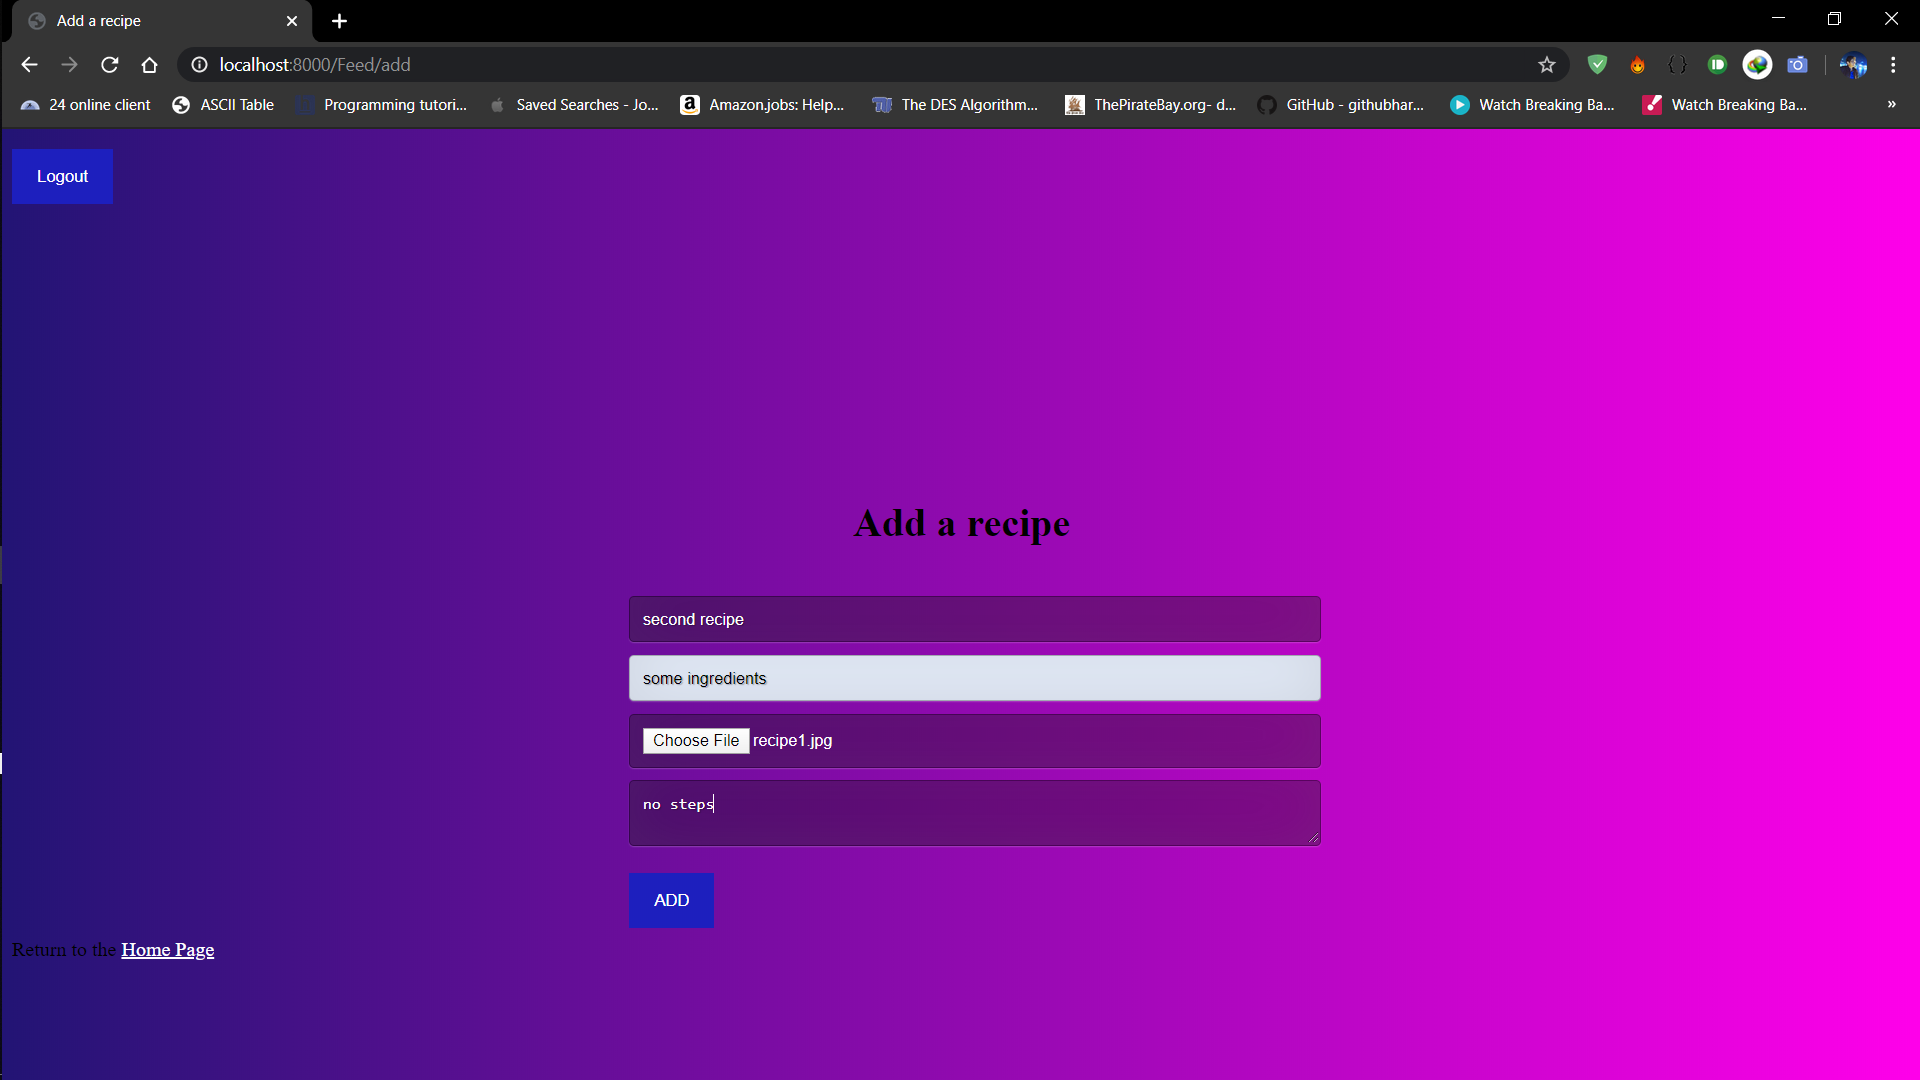 Add a recipe
localhost:8000/Feed/add
24 online client ASCII Table Programming tutori... Saved Searches - Jo... Amazon.jobs: Help... The DES Algorithm... ThePirateBay.org- d... GitHub - githubhar... Watch Breaking Ba... Watch Breaking Ba... »
Logout
Add a recipe
second recipe
some ingredients
Choose File recipe1.jpg
no steps
ADD
Return to the Home Page